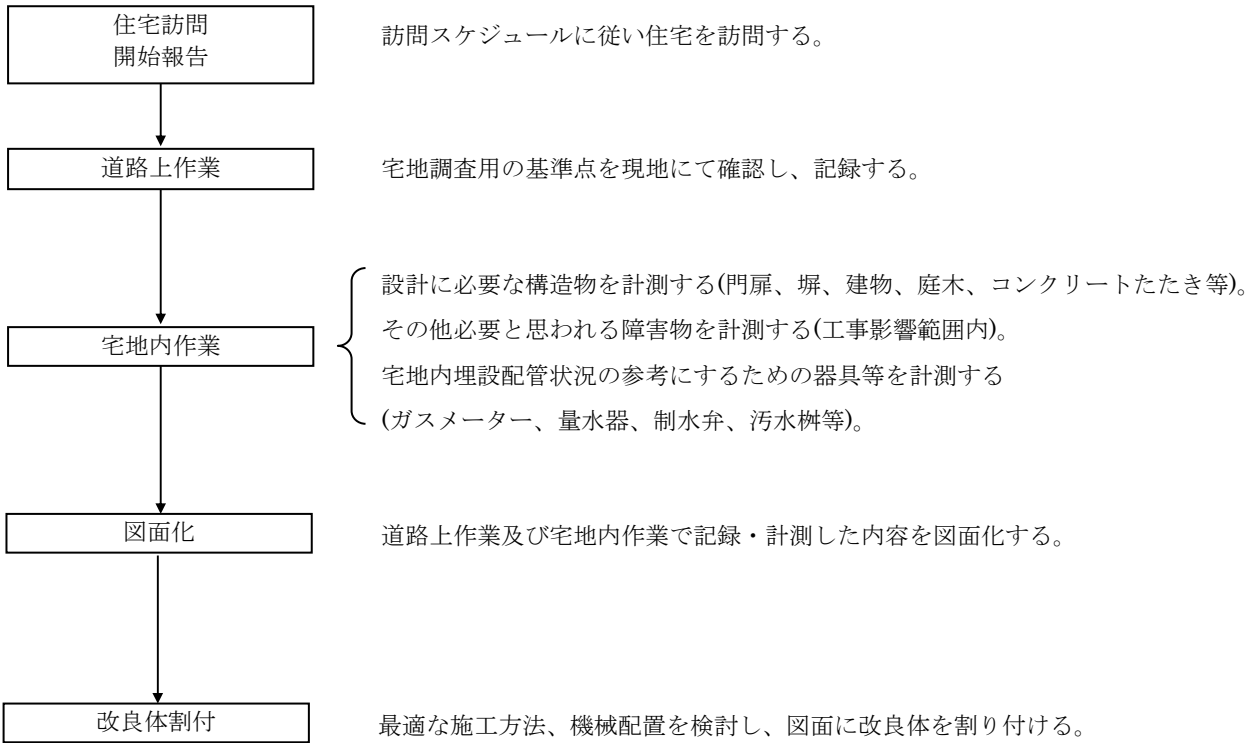 住宅訪問
開始報告
訪問スケジュールに従い住宅を訪問する。
道路上作業
宅地調査用の基準点を現地にて確認し、記録する。
宅地内作業
設計に必要な構造物を計測する(門扉、塀、建物、庭木、コンクリートたたき等)。
その他必要と思われる障害物を計測する(工事影響範囲内)。
宅地内埋設配管状況の参考にするための器具等を計測する
(ガスメーター、量水器、制水弁、汚水桝等)。
図面化
道路上作業及び宅地内作業で記録・計測した内容を図面化する。
改良体割付
最適な施工方法、機械配置を検討し、図面に改良体を割り付ける。